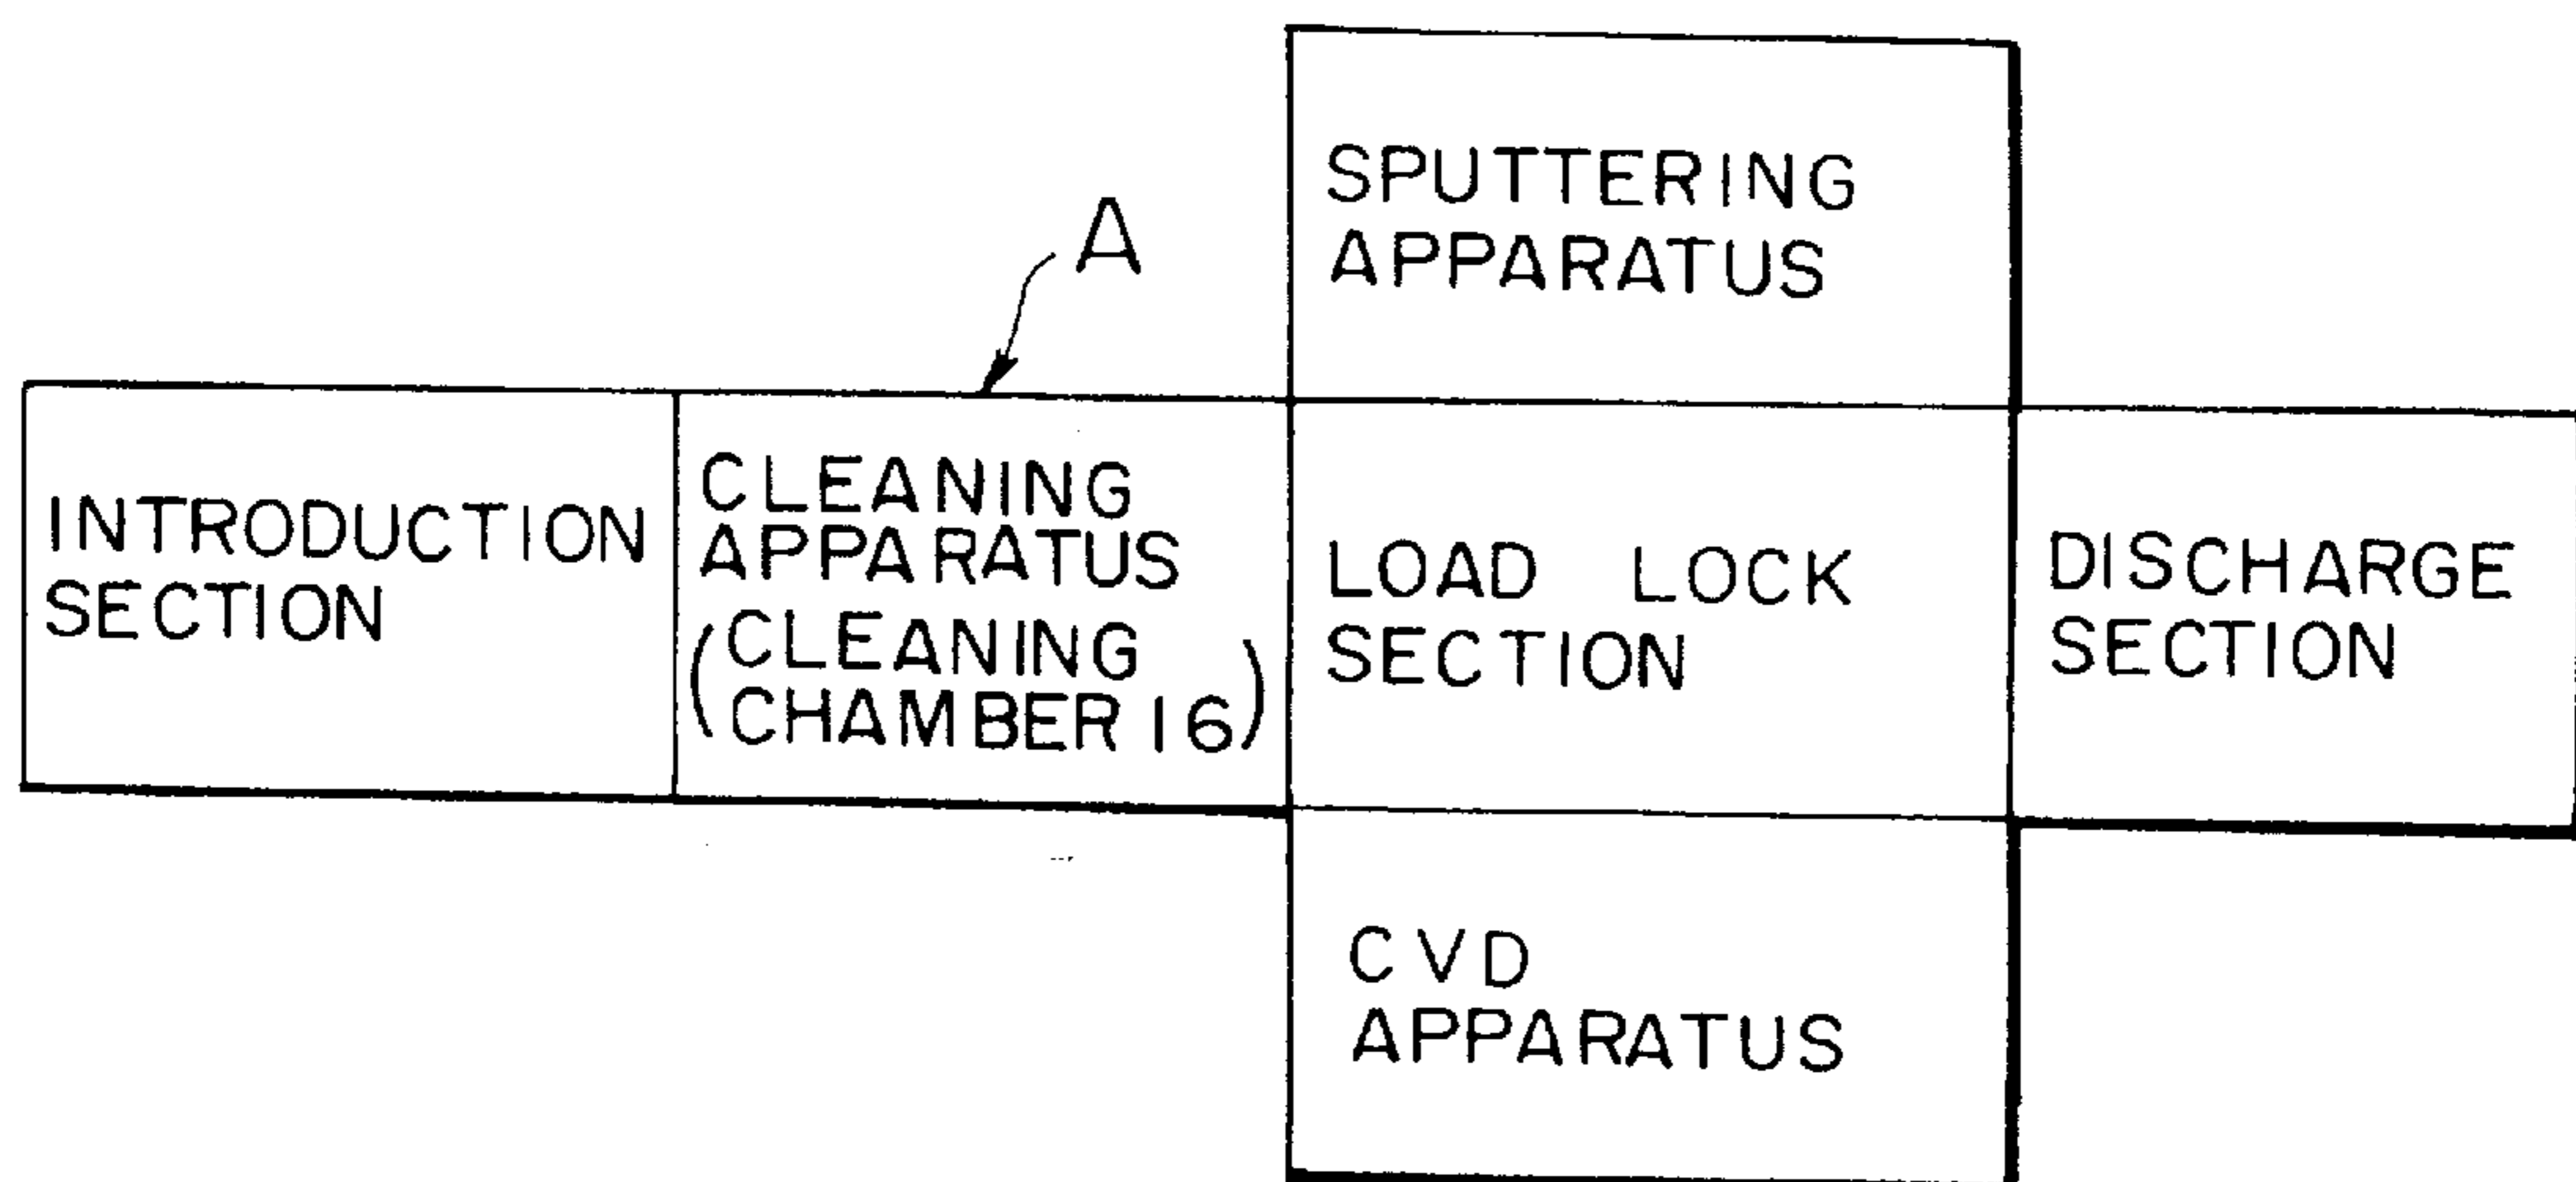 SPUTTERING
APPARATUS
A
INTRODUCTION
SECTION
CLEANING
APPARATUS
(CLEANING
CHAMBER 16)
LOAD LOCK
SECTION
DISCHARGE
SECTION
CVD
APPARATUS